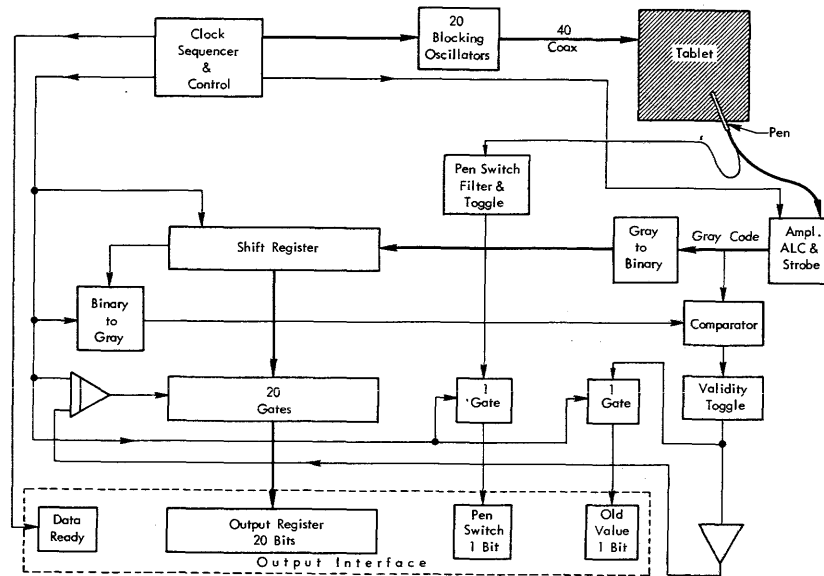 Clock
Sequencer
&
Control
20
Blocking
Oscillators
40
Coax
Tablet
Pen
Pen Switch
Filter &
Toggle
Shift Register
Gray
to
Binary
Gray Code
Ampl.
ALC &
Strobe
Binary
to
Gray
Comparator
20
Gates
1
Gate
1
Gate
Validity
Toggle
Data
Ready
Output Register
20 Bits
Pen
Switch
1 Bit
Old
Value
1 Bit
Output Interface